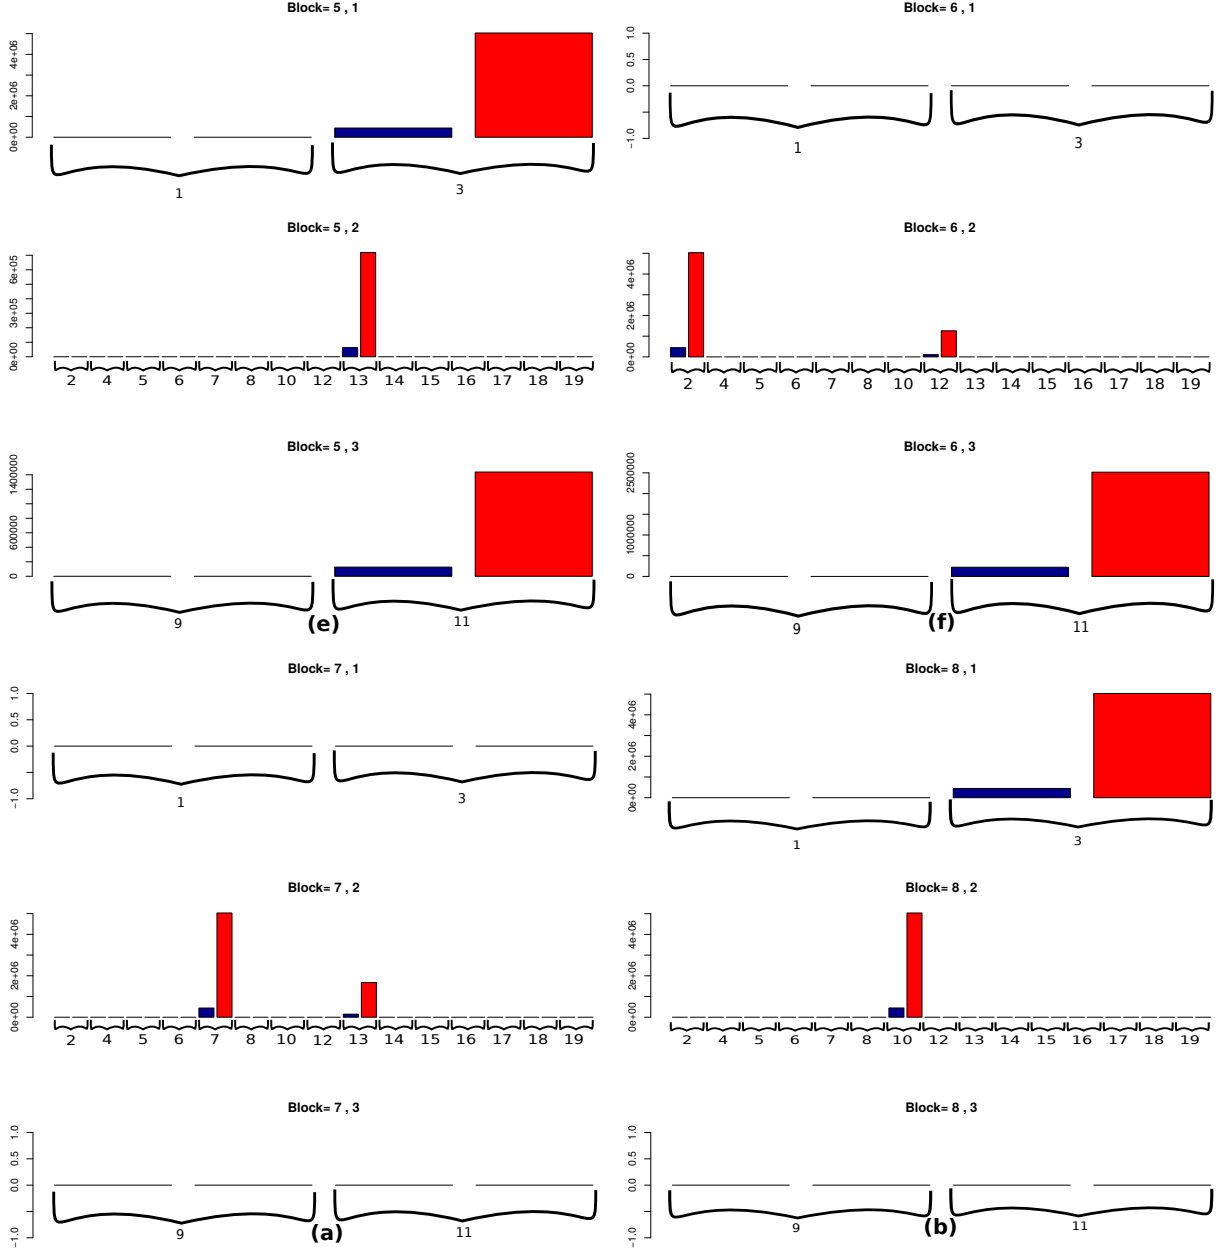 Block= 5 , 1
0e+00 2e+06 4e+06
1 3
Block= 6 , 1
−1.0 0.0 0.5 1.0
1 3
Block= 5 , 2
0e+00 3e+05 6e+05
2 4 5 6 7 8 10 12 13 14 15 16 17 18 19
Block= 6 , 2
0e+00 2e+06 4e+06
2 4 5 6 7 8 10 12 13 14 15 16 17 18 19
Block= 5 , 3
0 600000 1400000
9 11
(e)
Block= 6 , 3
0 1000000 2500000
9 11
(f)
Block= 7 , 1
−1.0 0.0 0.5 1.0
1 3
Block= 8 , 1
0e+00 2e+06 4e+06
1 3
Block= 7 , 2
0e+00 2e+06 4e+06
2 4 5 6 7 8 10 12 13 14 15 16 17 18 19
Block= 8 , 2
0e+00 2e+06 4e+06
2 4 5 6 7 8 10 12 13 14 15 16 17 18 19
Block= 7 , 3
−1.0 0.0 0.5 1.0
9 11
(a)
Block= 8 , 3
−1.0 0.0 0.5 1.0
9 11
(b)